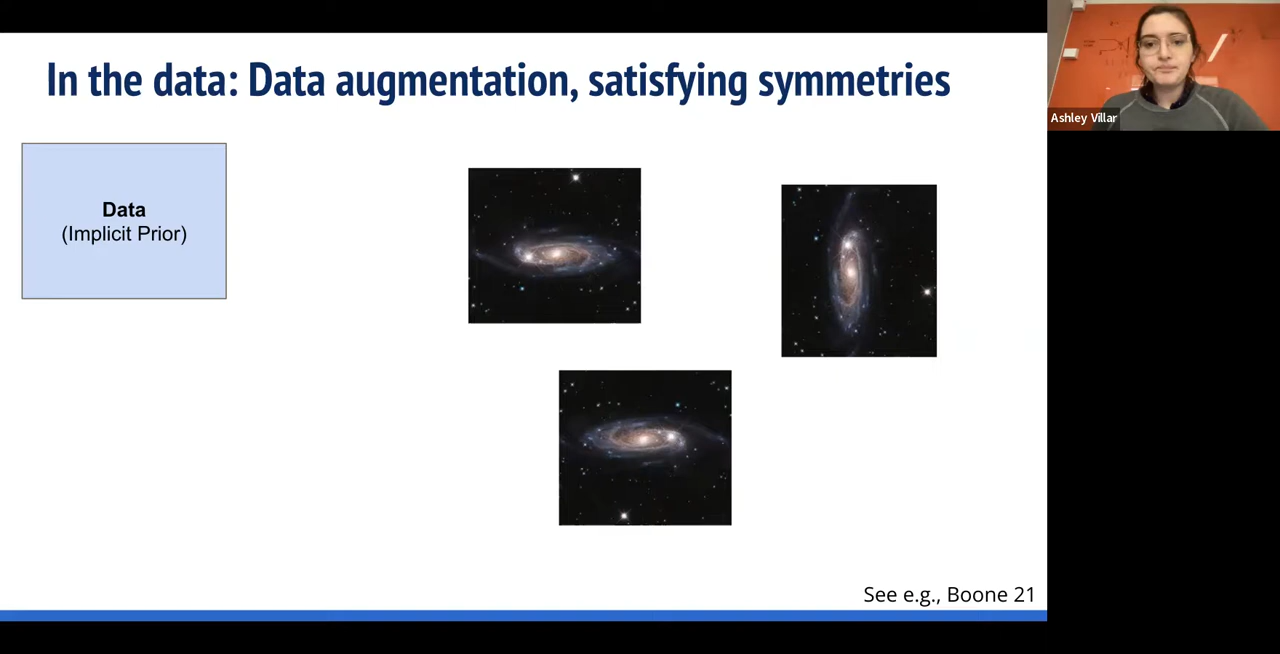 In the data: Data augmentation, satisfying symmetries
Data
(Implicit Prior)
See e.g., Boone 21
Ashley Villar